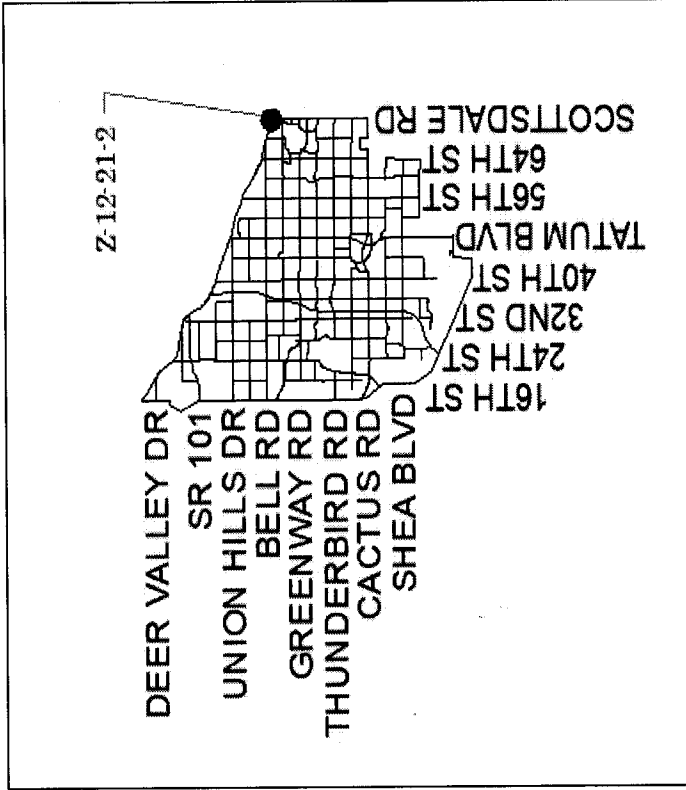 Z-12-21-2
DEER VALLEY DR
SR 101
UNION HILLS DR
BELL RD
GREENWAY RD
THUNDERBIRD RD
CACTUS RD
SHEA BLVD
16TH ST
24TH ST
32ND ST
40TH ST
TATUM BLVD
56TH ST
64TH ST
SCOTTSDALE RD